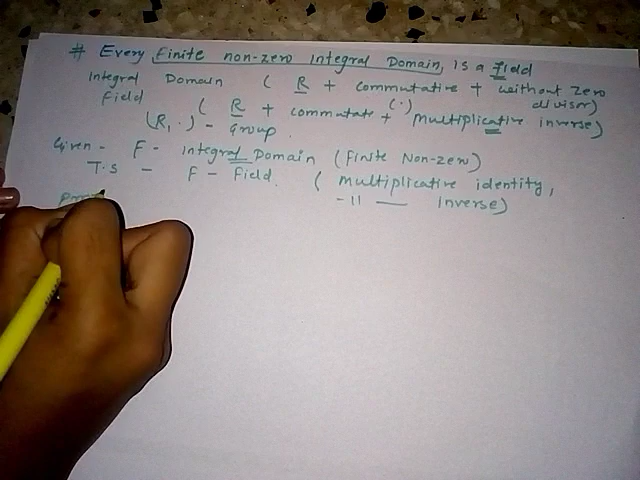 # Every finite non-zero Integral Domain, is a field
Integral Domain ( R + commutative + without zero divisor)
field ( R + commutate (·) + multiplicative inverse)
(R, ·) - Group.
Given - F - Integral Domain (Finite Non-zero)
T.S - F - Field. ( Multiplicative identity,
-11 — Inverse)